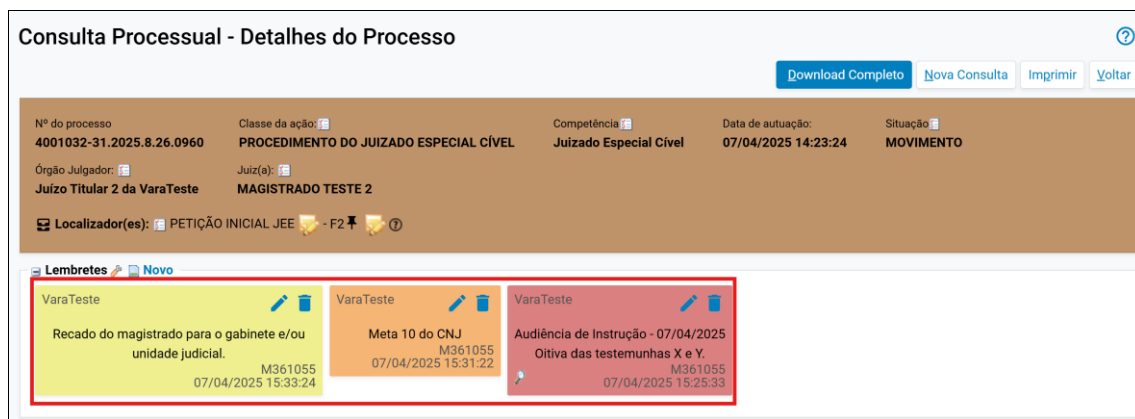 Consulta Processual - Detalhes do Processo
Download Completo Nova Consulta Imprimir Voltar
Nº do processo Classe da ação: Competência Data de autuação: Situação
4001032-31.2025.8.26.0960 PROCEDIMENTO DO JUIZADO ESPECIAL CÍVEL Juizado Especial Cível 07/04/2025 14:23:24 MOVIMENTO
Órgão Julgador: Juiz(a):
Juízo Titular 2 da VaraTeste MAGISTRADO TESTE 2
Localizador(es): PETIÇÃO INICIAL JEE - F2
Lembretes Novo
VaraTeste
Recado do magistrado para o gabinete e/ou
unidade judicial.
M361055
07/04/2025 15:33:24
VaraTeste
Meta 10 do CNJ
M361055
07/04/2025 15:31:22
VaraTeste
Audiência de Instrução - 07/04/2025
Oitiva das testemunhas X e Y.
M361055
07/04/2025 15:25:33